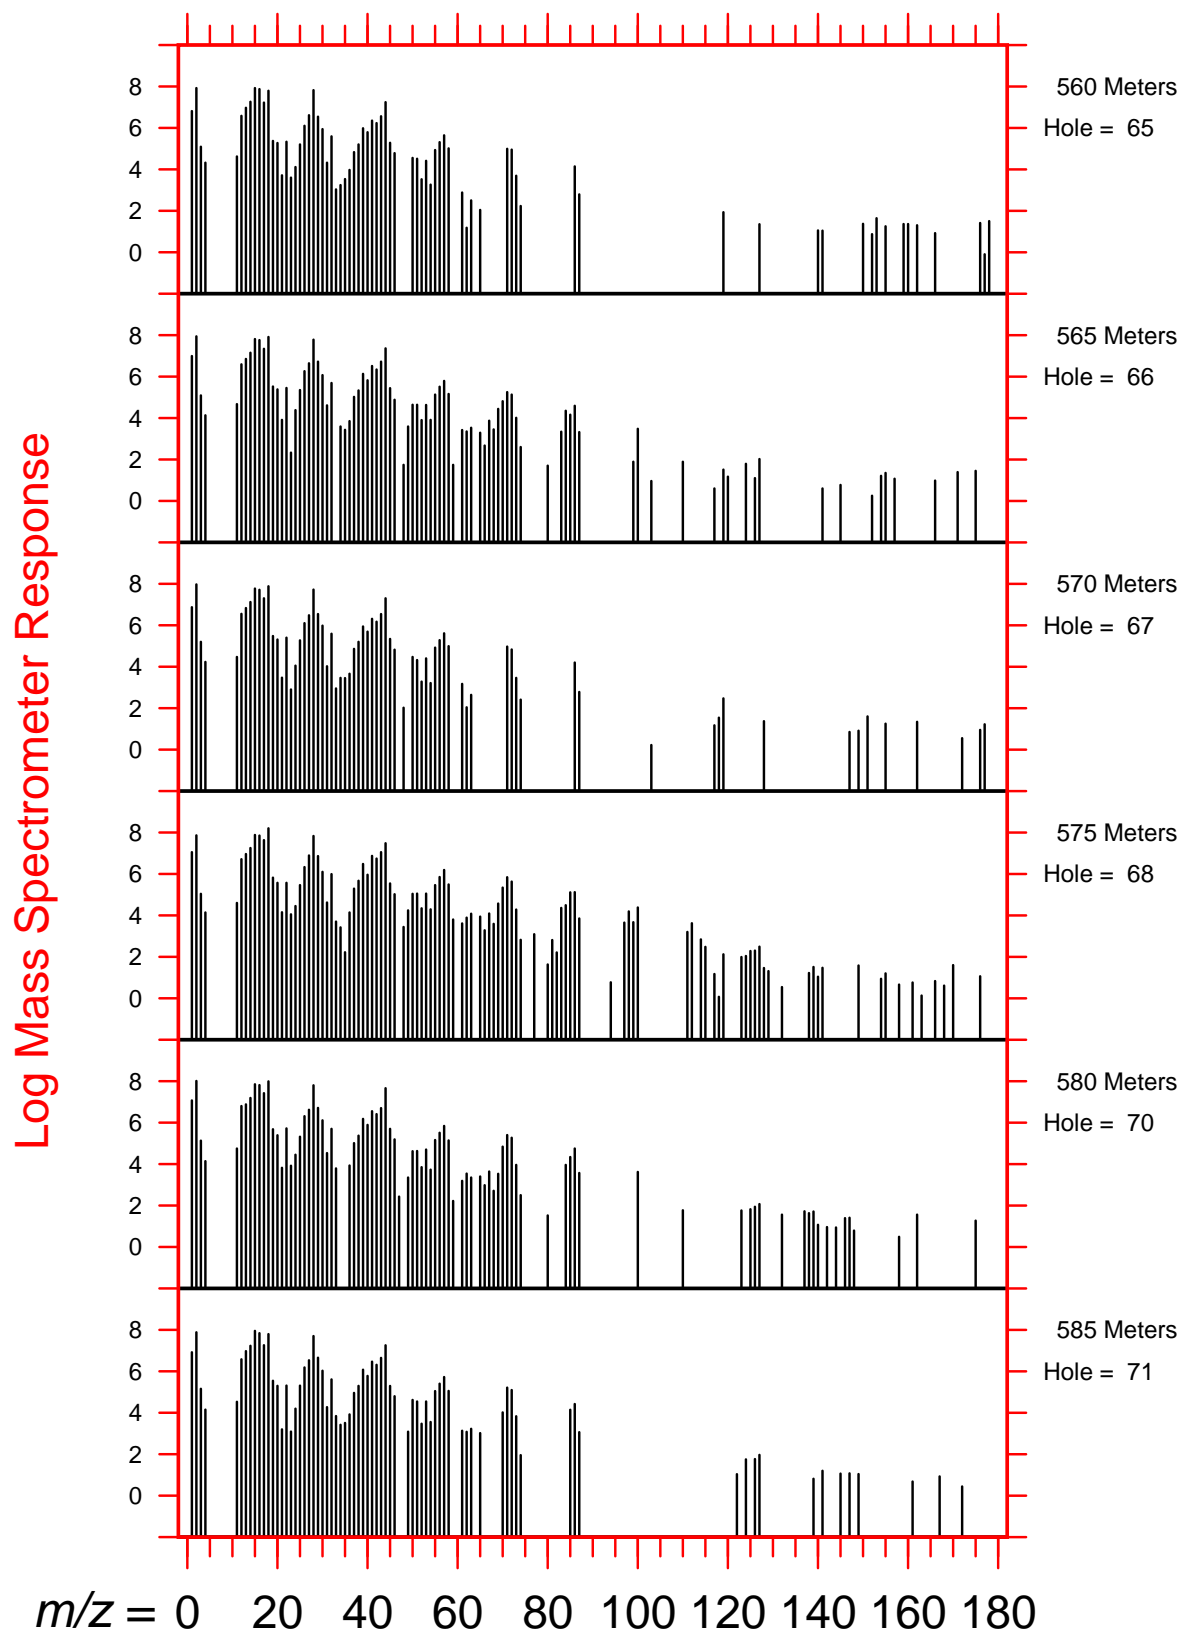 Log Mass Spectrometer Response
8
6
4
2
0
560 Meters
Hole = 65
8
6
4
2
0
565 Meters
Hole = 66
8
6
4
2
0
570 Meters
Hole = 67
8
6
4
2
0
575 Meters
Hole = 68
8
6
4
2
0
580 Meters
Hole = 70
8
6
4
2
0
585 Meters
Hole = 71
m/z = 0 20 40 60 80 100 120 140 160 180